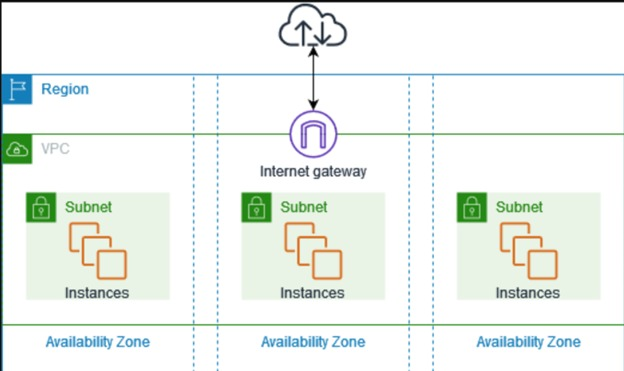 Region
VPC
Internet gateway
Subnet
Subnet
Subnet
Instances
Instances
Instances
Availability Zone
Availability Zone
Availability Zone